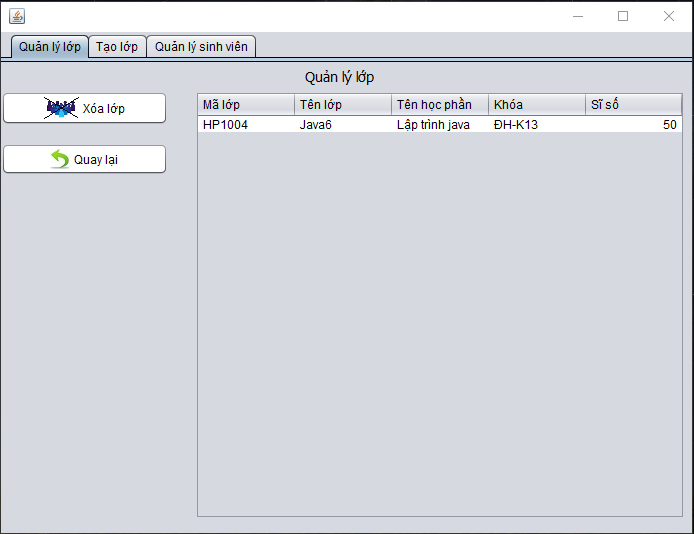 Quản lý lớp Tạo lớp Quản lý sinh viên
Quản lý lớp
Xóa lớp
Quay lại
Mã lớp Tên lớp Tên học phần Khóa Sĩ số
HP1004 Java6 Lập trình java ĐH-K13 50